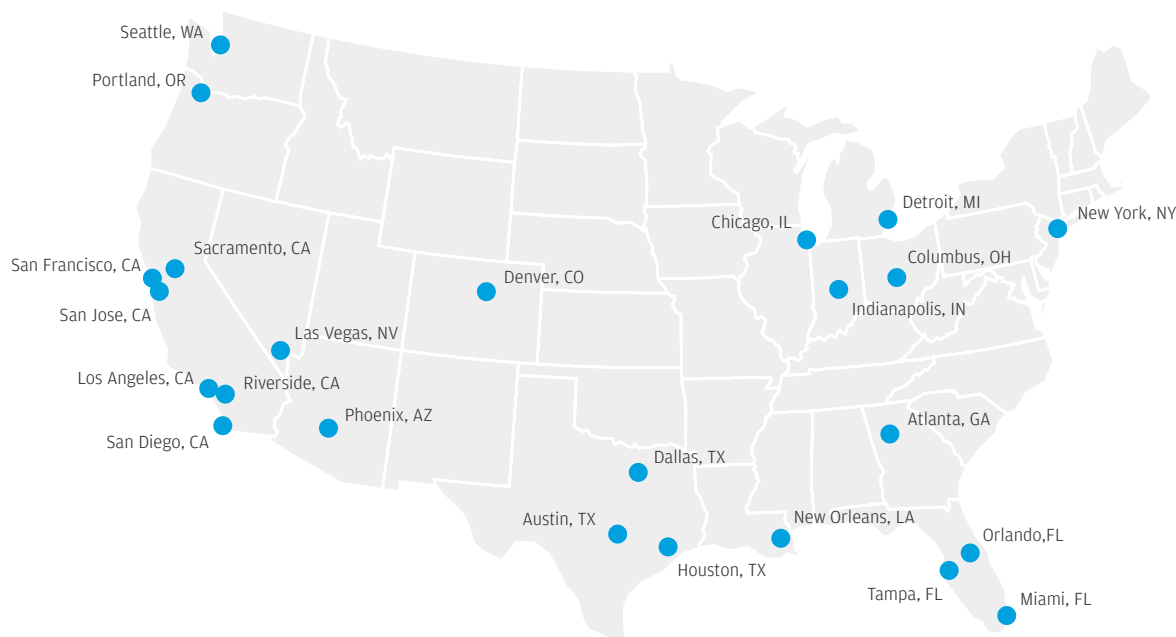 Seattle, WA
Portland, OR
Detroit, MI
New York, NY
Chicago, IL
Sacramento, CA
Columbus, OH
San Francisco, CA
Denver, CO
Indianapolis, IN
San Jose, CA
Las Vegas, NV
Los Angeles, CA
Riverside, CA
Phoenix, AZ
Atlanta, GA
San Diego, CA
Dallas, TX
Austin, TX
New Orleans, LA
Orlando,FL
Houston, TX
Tampa, FL
Miami, FL